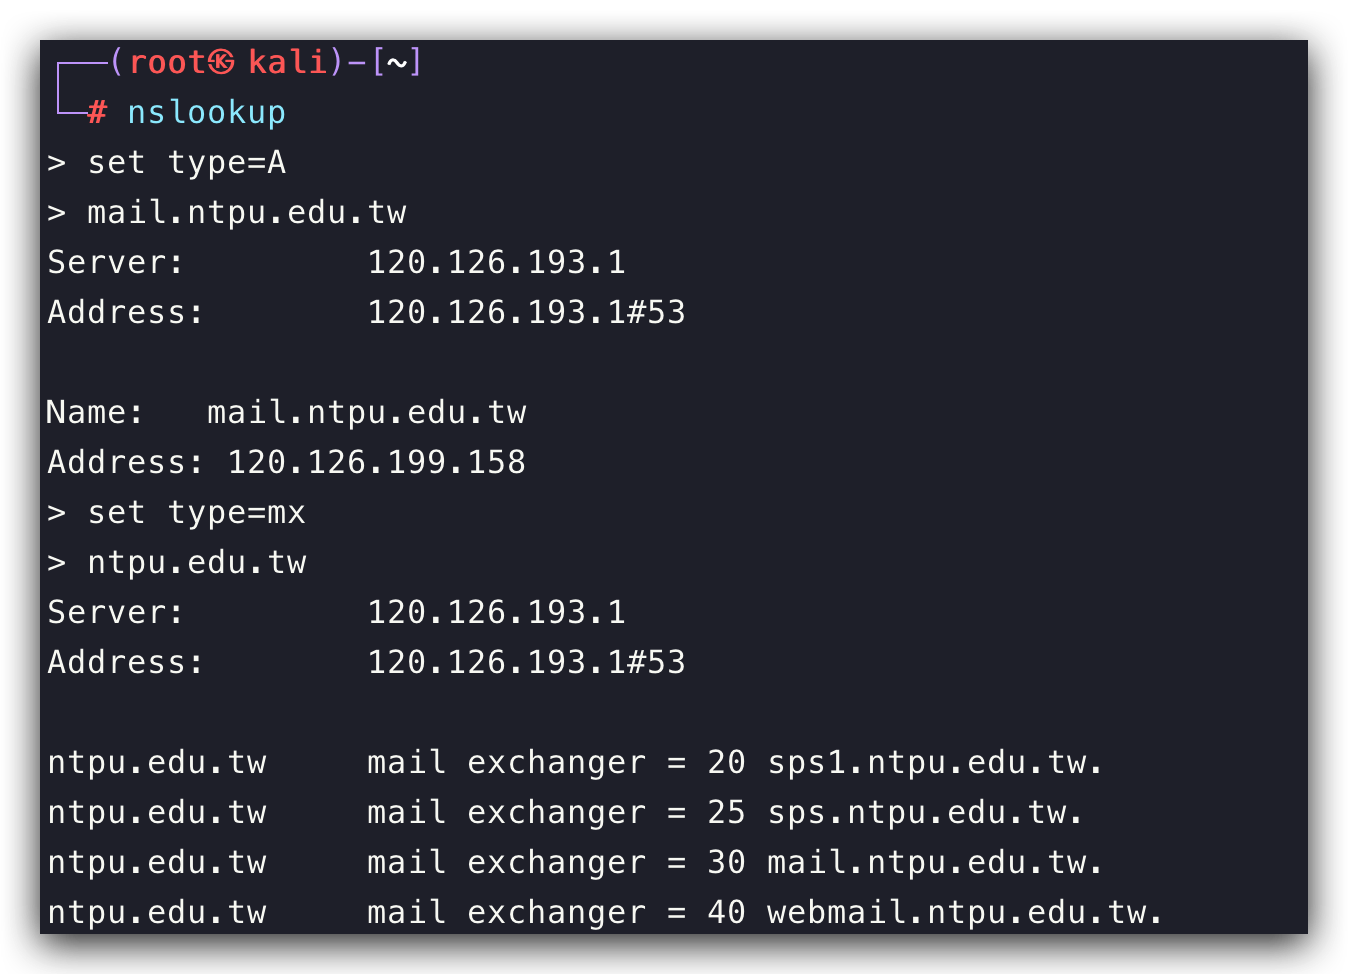 ┌──(root㉿kali)-[~]
└─# nslookup
> set type=A
> mail.ntpu.edu.tw
Server:         120.126.193.1
Address:        120.126.193.1#53

Name:   mail.ntpu.edu.tw
Address: 120.126.199.158
> set type=mx
> ntpu.edu.tw
Server:         120.126.193.1
Address:        120.126.193.1#53

ntpu.edu.tw     mail exchanger = 20 sps1.ntpu.edu.tw.
ntpu.edu.tw     mail exchanger = 25 sps.ntpu.edu.tw.
ntpu.edu.tw     mail exchanger = 30 mail.ntpu.edu.tw.
ntpu.edu.tw     mail exchanger = 40 webmail.ntpu.edu.tw.